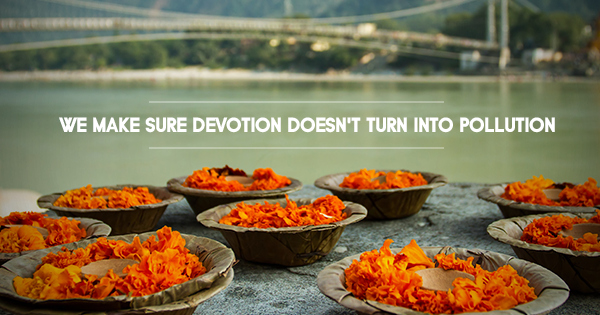 WE MAKE SURE DEVOTION DOESN'T TURN INTO POLLUTION